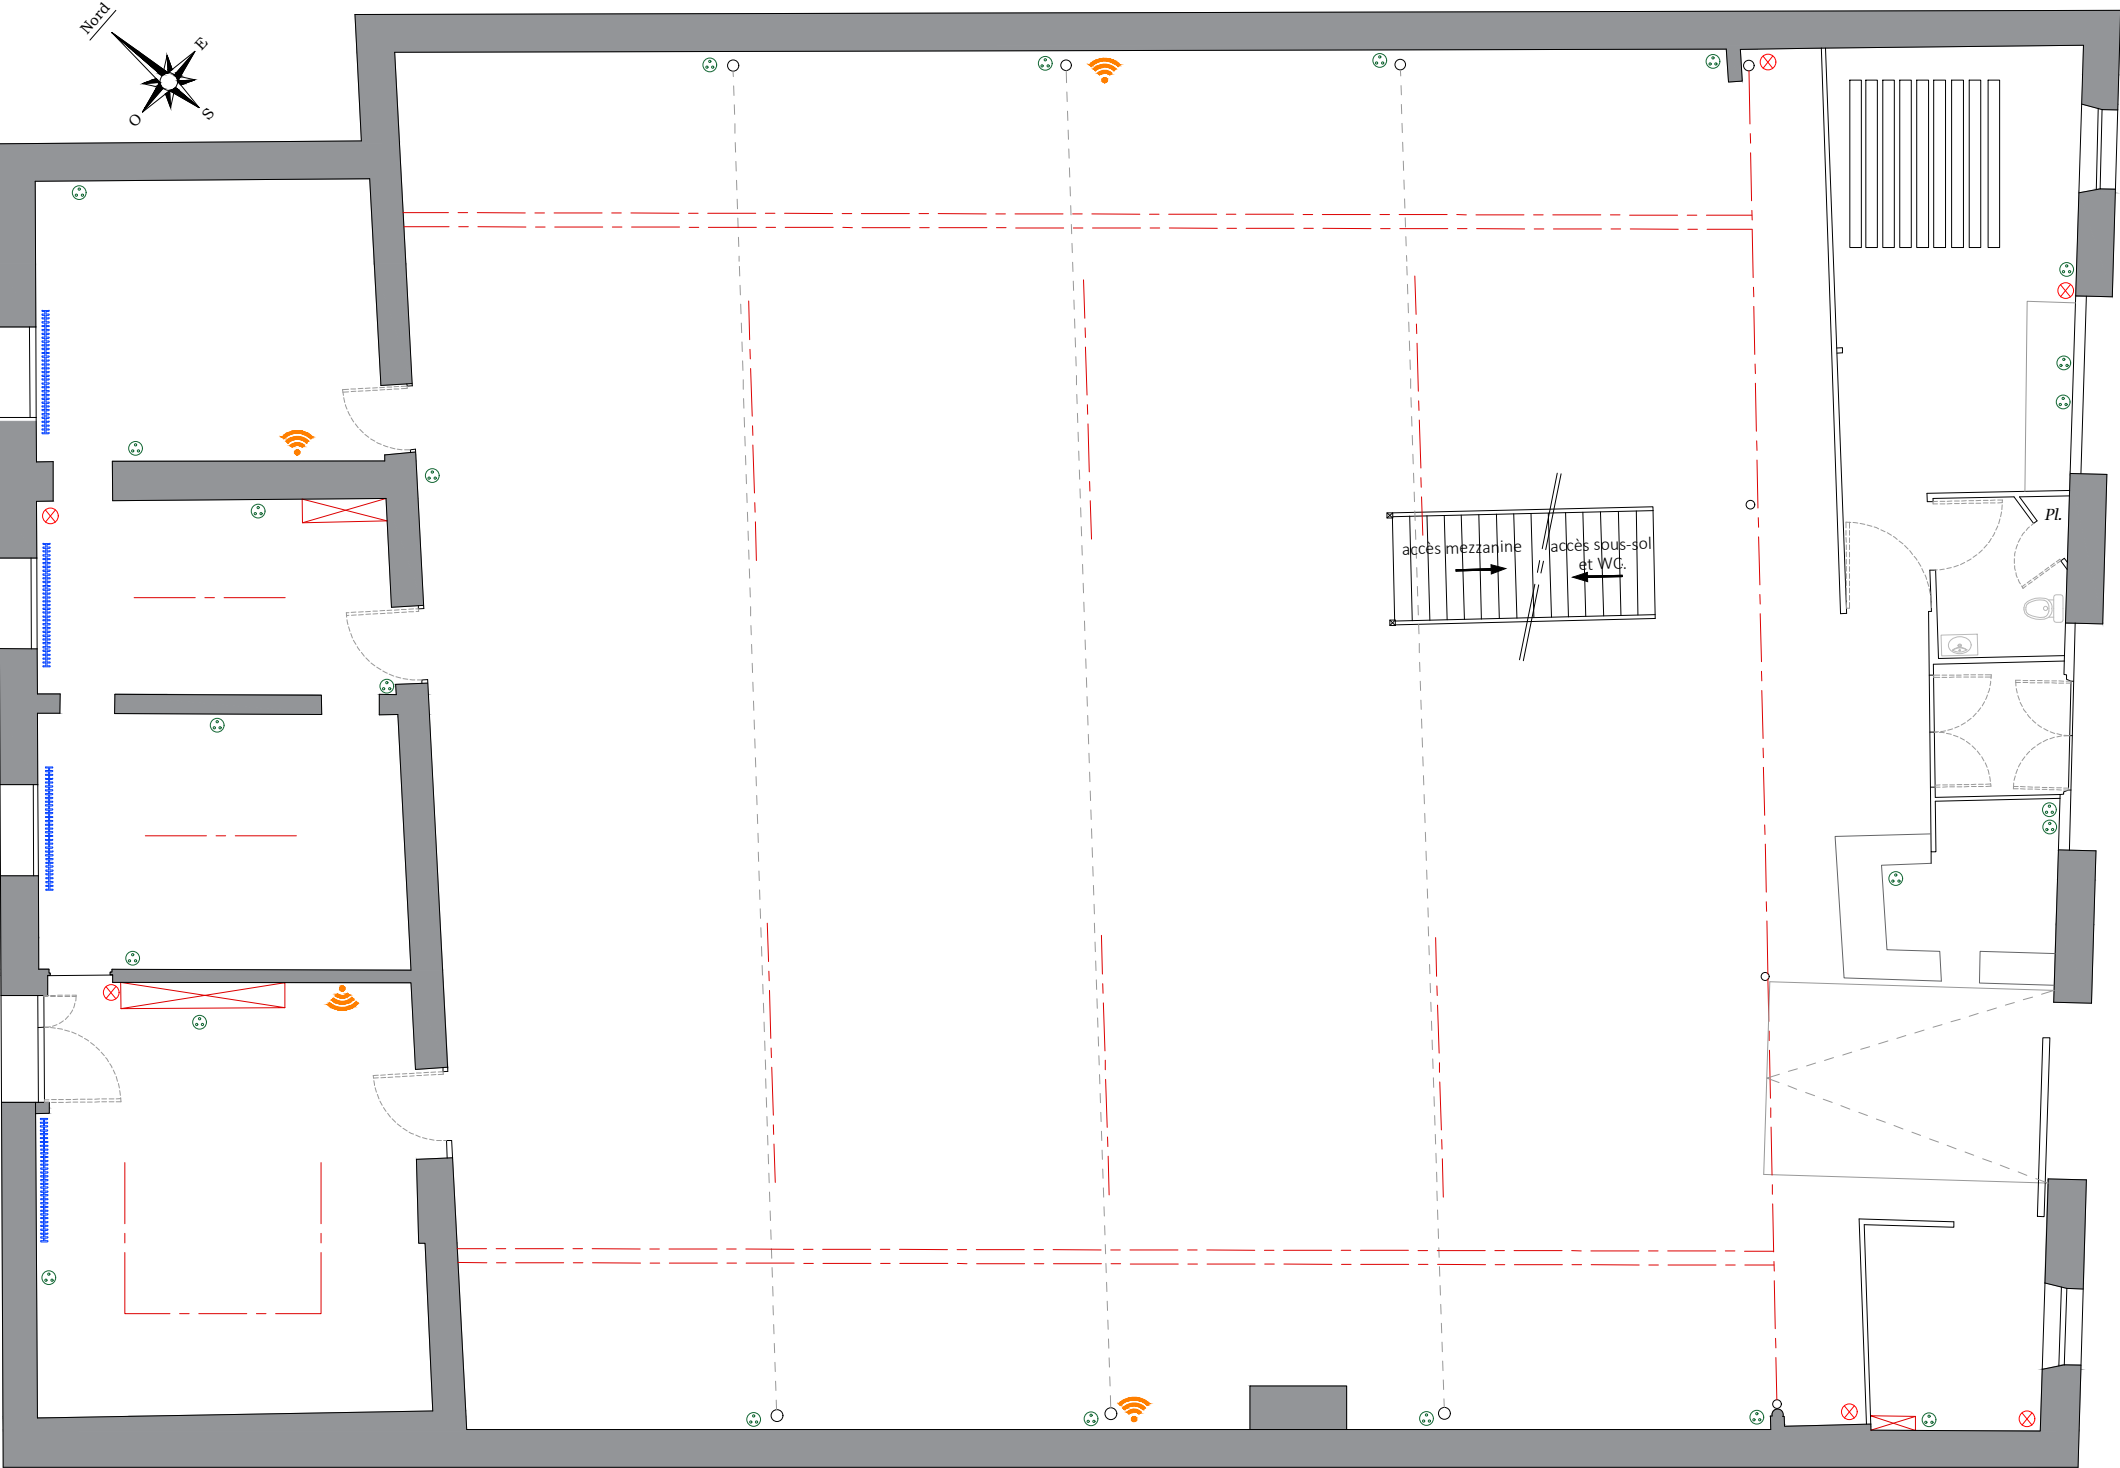 Nord
E
O
S
accès mezzanine
accès sous-sol
et WC.
Pl.